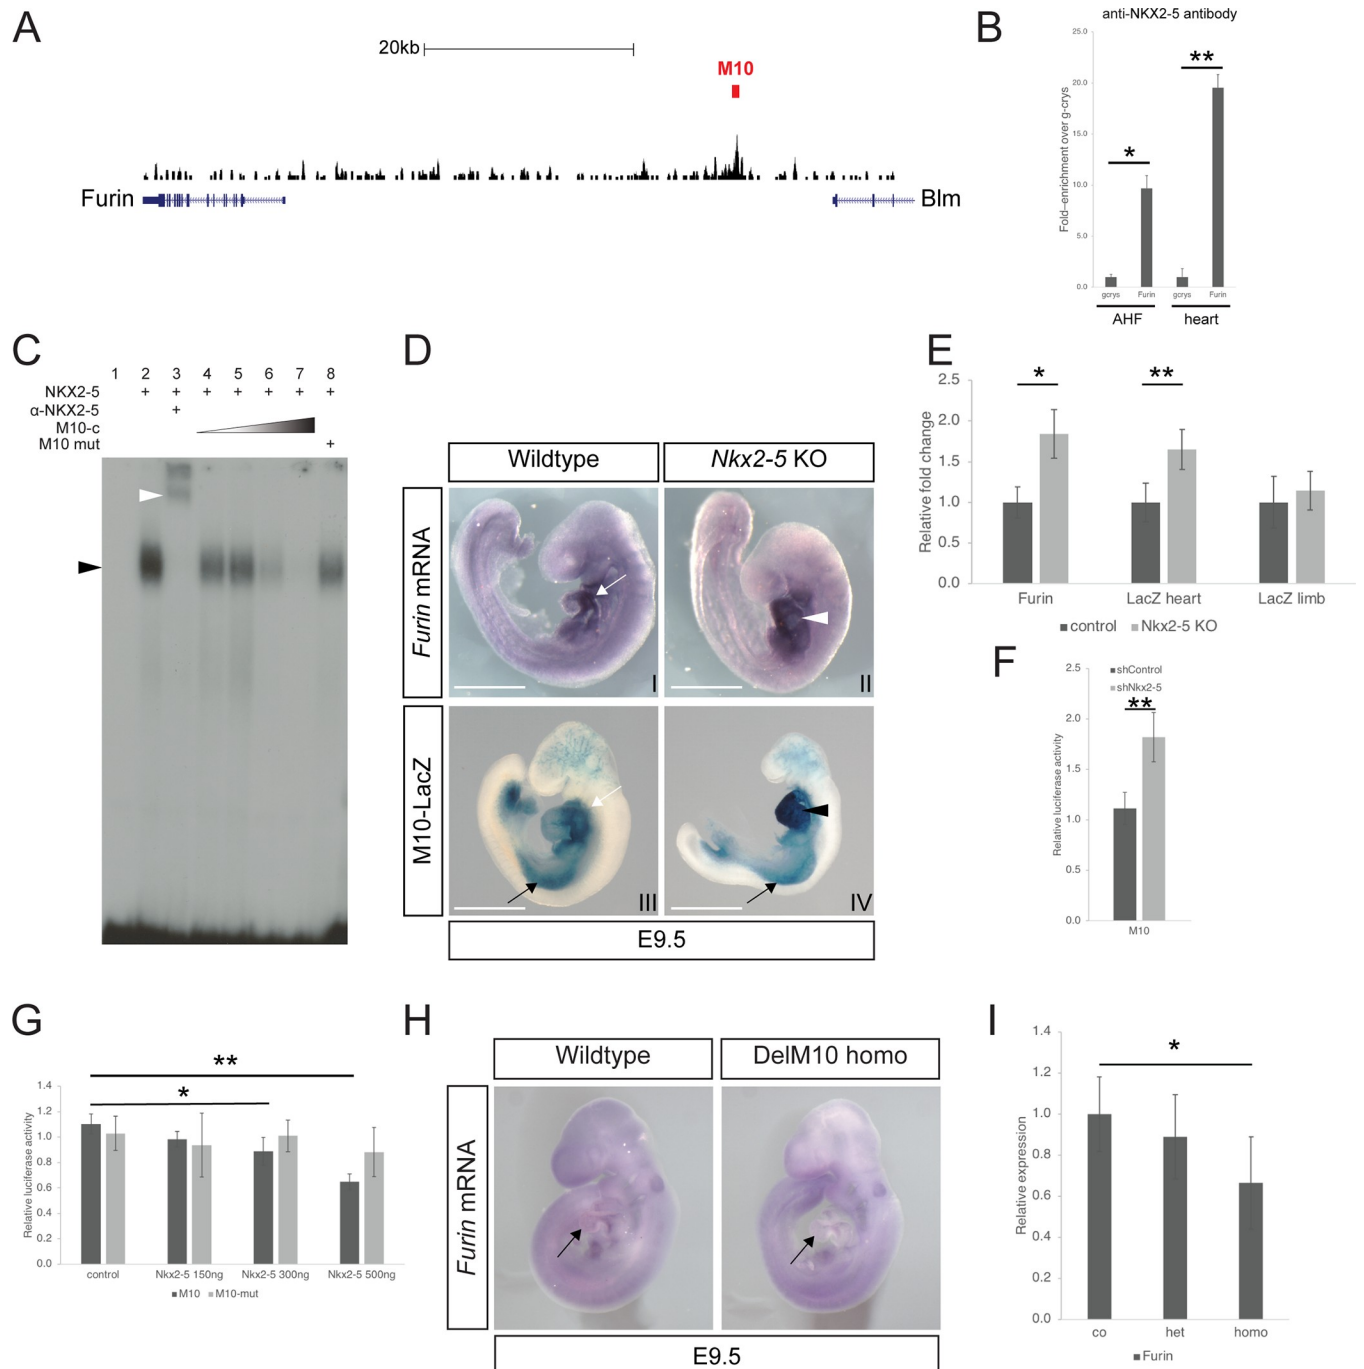 A
20kb
M10
Furin
Blm
B
anti-NKX2-5 antibody
Fold–enrichment over g-crys
25.0
20.0
15.0
10.0
5.0
0.0
*
**
gcrys Furin gcrys Furin
AHF heart
C
1 2 3 4 5 6 7 8
NKX2-5 + + + + + + +
α-NKX2-5 +
M10-c
M10 mut +
D
Wildtype Nkx2-5 KO
Furin mRNA
I II
M10-LacZ
III IV
E9.5
E
Relative fold change
2.5
2.0
1.5
1.0
0.5
0.0
* **
Furin LacZ heart LacZ limb
control Nkx2-5 KO
F
Relative luciferase activity
2.5
2.0
1.5
1.0
0.5
0.0
shControl
shNkx2-5
**
M10
G
Relative luciferase activity
1.4
1.2
1.0
0.8
0.6
0.4
0.2
0.0
**
*
control Nkx2-5 150ng Nkx2-5 300ng Nkx2-5 500ng
M10 M10-mut
H
Wildtype DelM10 homo
Furin mRNA
E9.5
I
Relative expression
1.4
1.2
1.0
0.8
0.6
0.4
0.2
0.0
*
co het homo
Furin